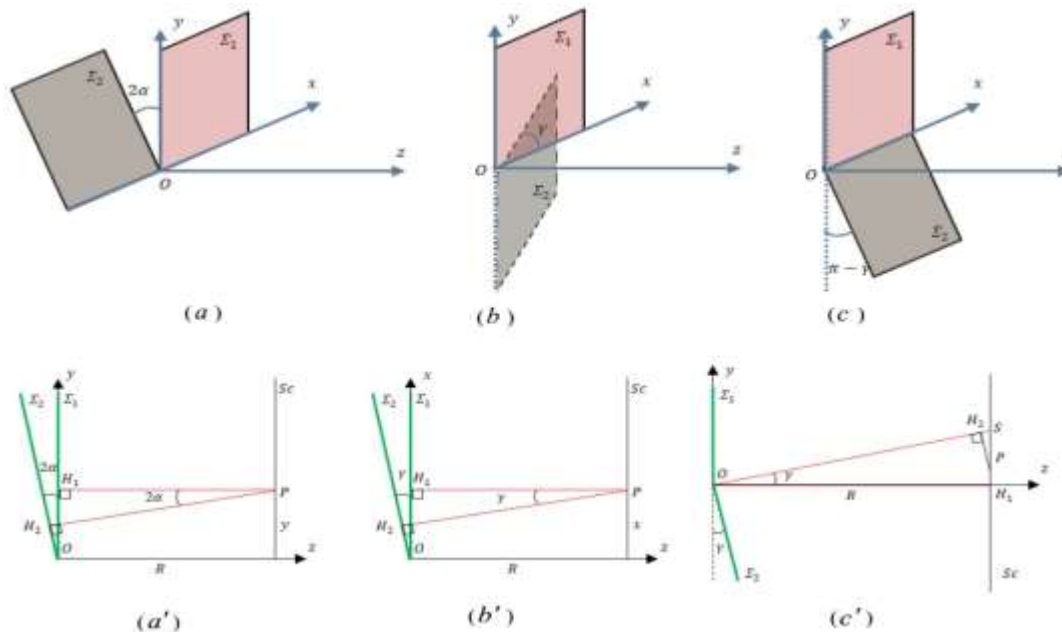 y
Σ₁
Σ₂
2α
x
z
O
(a)
y
Σ₁
x
γ
z
O
Σ₂
(b)
y
Σ₁
x
O
Σ₂
π − γ
(c)
y
Sc
Σ₂
Σ₁
2α
H₁
2α
P
H₂
y
O
z
R
(a′)
x
Sc
Σ₂
Σ₁
γ
H₁
γ
P
H₂
x
O
z
R
(b′)
y
Σ₁
H₂
S
P
O
γ
z
R
H₁
γ
Σ₂
Sc
(c′)